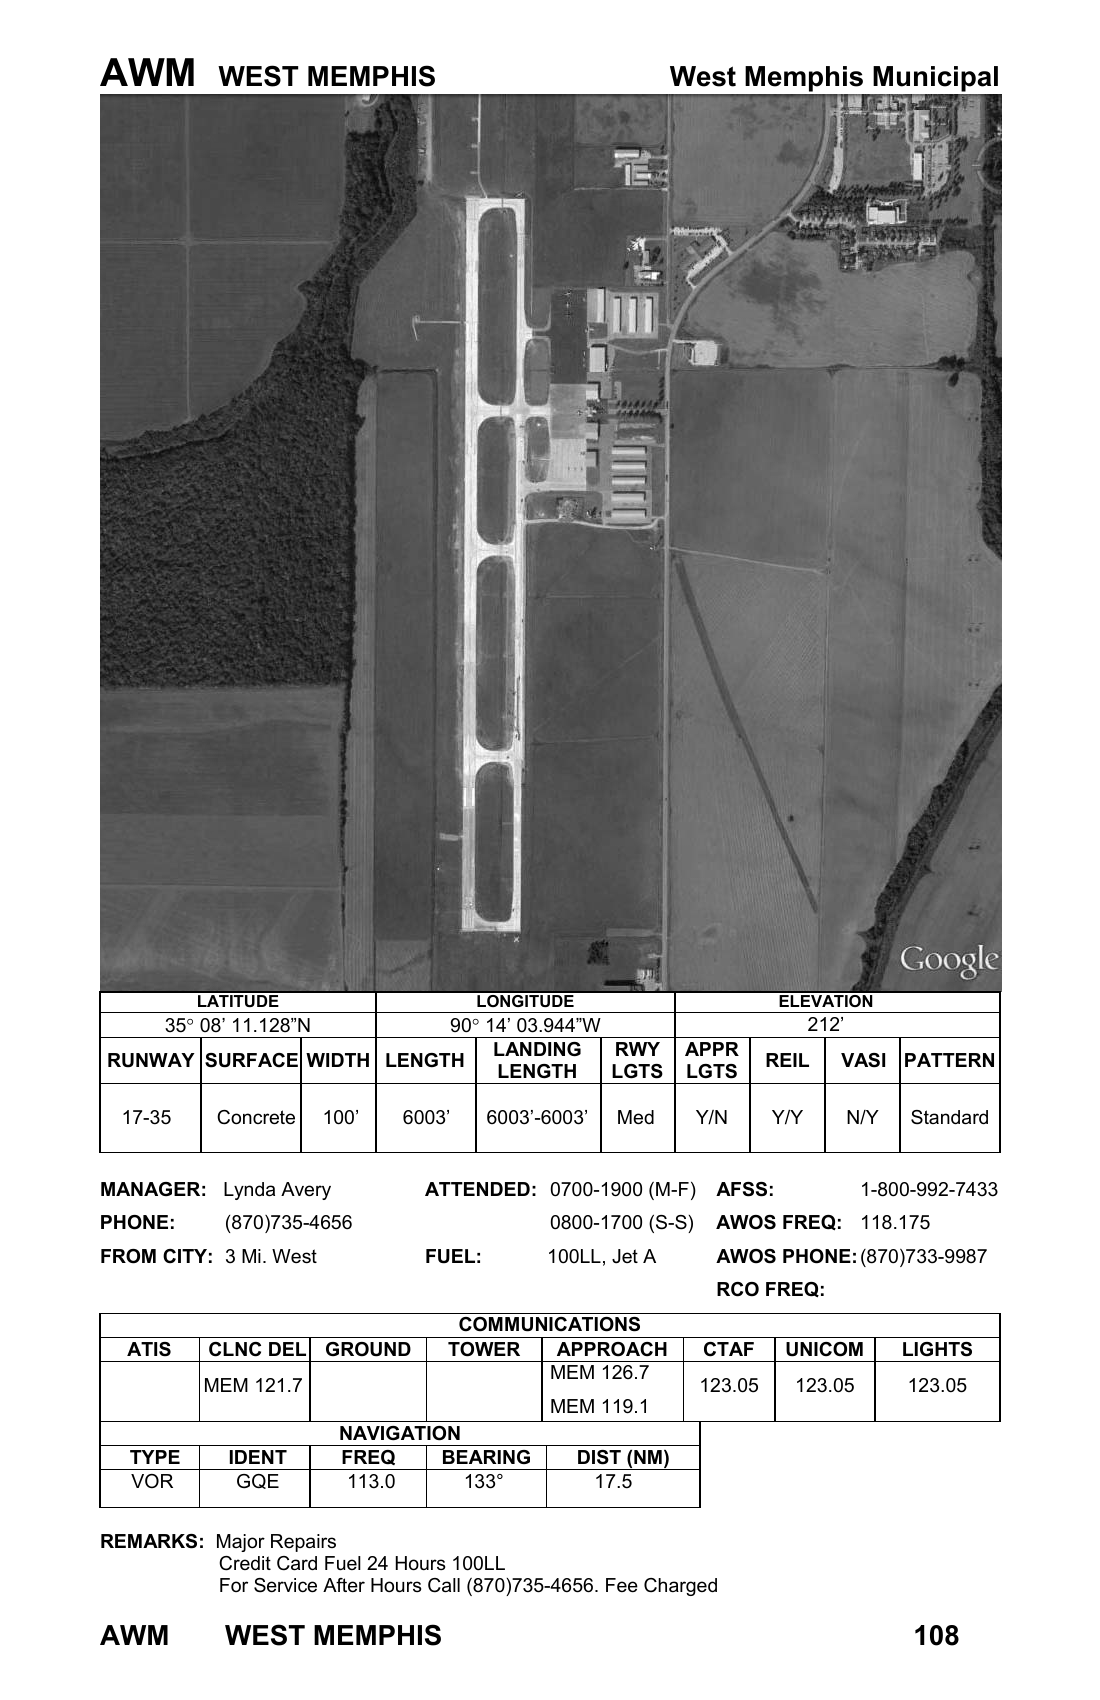 AWM WEST MEMPHIS West Memphis Municipal
Google
LATITUDE LONGITUDE ELEVATION
35° 08’ 11.128”N 90° 14’ 03.944”W 212’
RUNWAY SURFACE WIDTH LENGTH LANDING LENGTH RWY LGTS APPR LGTS REIL VASI PATTERN
17-35 Concrete 100’ 6003’ 6003’-6003’ Med Y/N Y/Y N/Y Standard
MANAGER: Lynda Avery ATTENDED: 0700-1900 (M-F) AFSS: 1-800-992-7433
PHONE: (870)735-4656 0800-1700 (S-S) AWOS FREQ: 118.175
FROM CITY: 3 Mi. West FUEL: 100LL, Jet A AWOS PHONE: (870)733-9987
RCO FREQ:
COMMUNICATIONS
ATIS CLNC DEL GROUND TOWER APPROACH CTAF UNICOM LIGHTS
MEM 126.7
MEM 121.7 123.05 123.05 123.05
MEM 119.1
NAVIGATION
TYPE IDENT FREQ BEARING DIST (NM)
VOR GQE 113.0 133° 17.5
REMARKS: Major Repairs
Credit Card Fuel 24 Hours 100LL
For Service After Hours Call (870)735-4656. Fee Charged
AWM WEST MEMPHIS 108